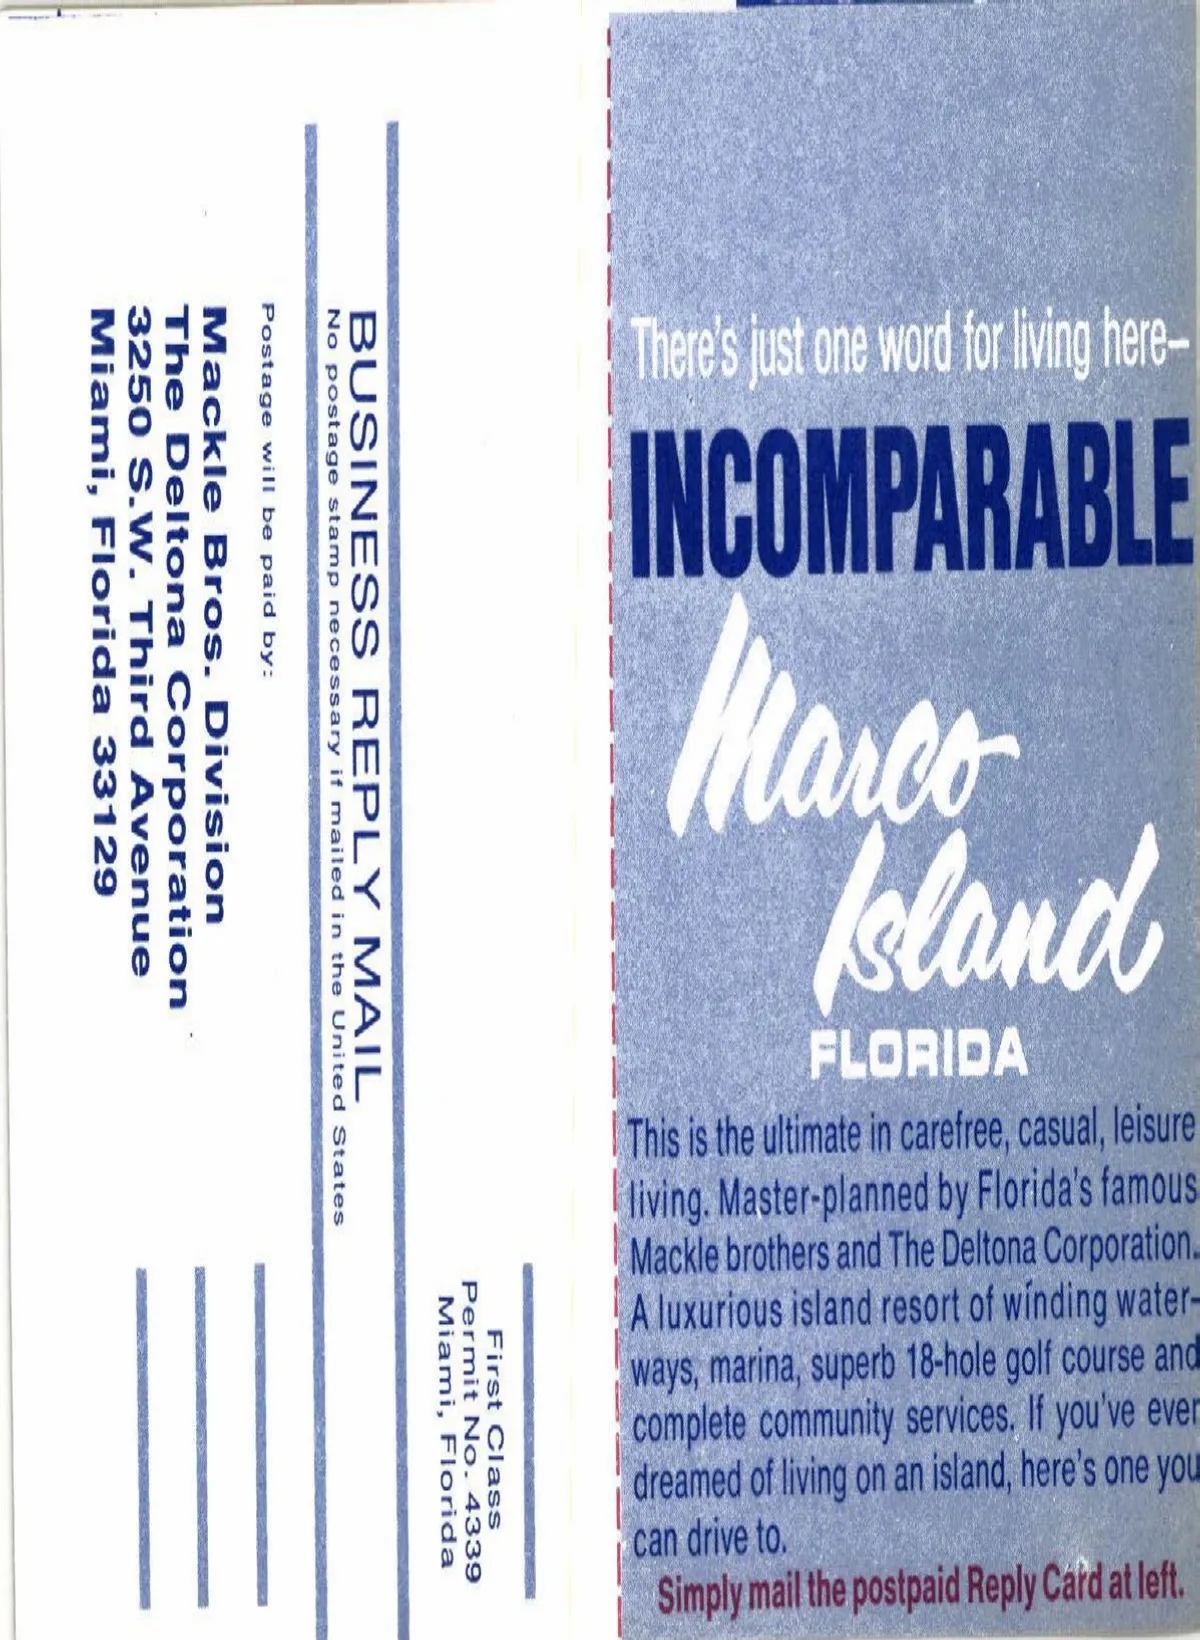 First Class
Permit No. 4339
Miami, Florida
BUSINESS REPLY MAIL
No postage stamp necessary if mailed in the United States
Postage will be paid by:
Mackle Bros. Division
The Deltona Corporation
3250 S.W. Third Avenue
Miami, Florida 33129
There's just one word for living here–
INCOMPARABLE
Marco
Island
FLORIDA
This is the ultimate in carefree, casual, leisure
living. Master-planned by Florida's famous
Mackle brothers and The Deltona Corporation.
A luxurious island resort of winding water-
ways, marina, superb 18-hole golf course and
complete community services. If you've ever
dreamed of living on an island, here's one you
can drive to.
Simply mail the postpaid Reply Card at left.